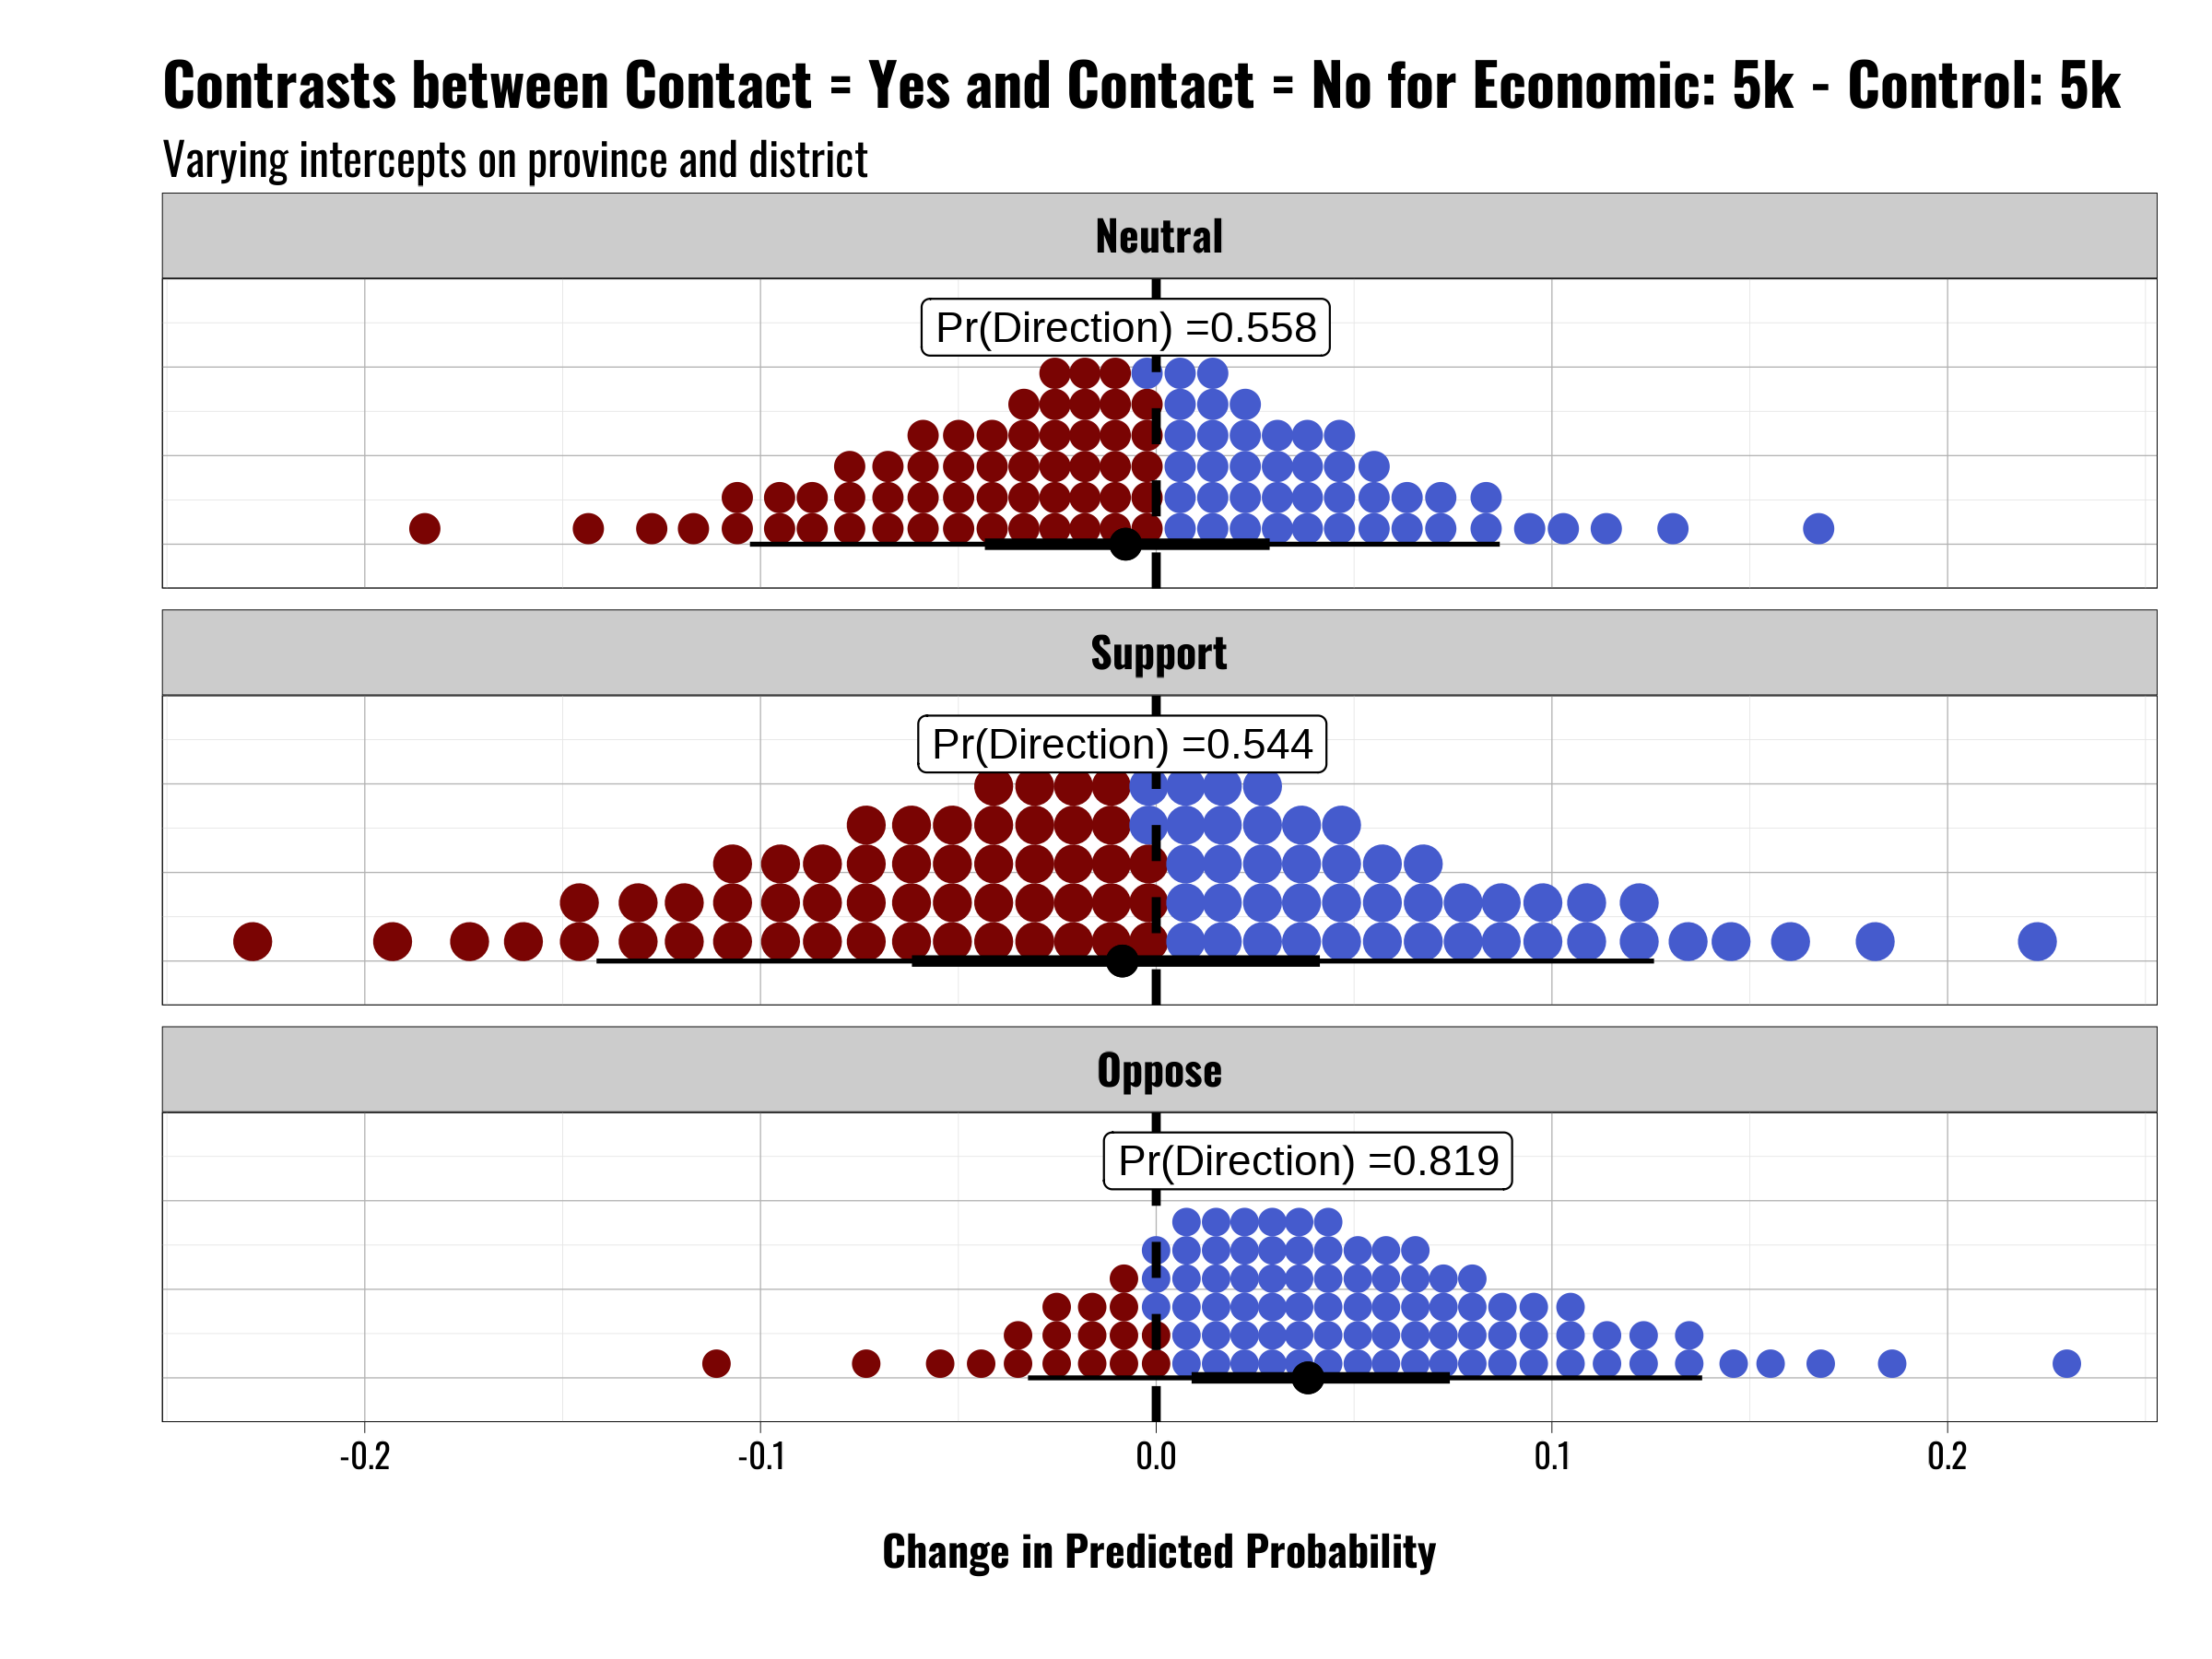 Contrasts between Contact = Yes and Contact = No for Economic: 5k - Control: 5k
Varying intercepts on province and district
Neutral
Pr(Direction) =0.558
Support
Pr(Direction) =0.544
Oppose
Pr(Direction) =0.819
-0.2 -0.1 0.0 0.1 0.2
Change in Predicted Probability